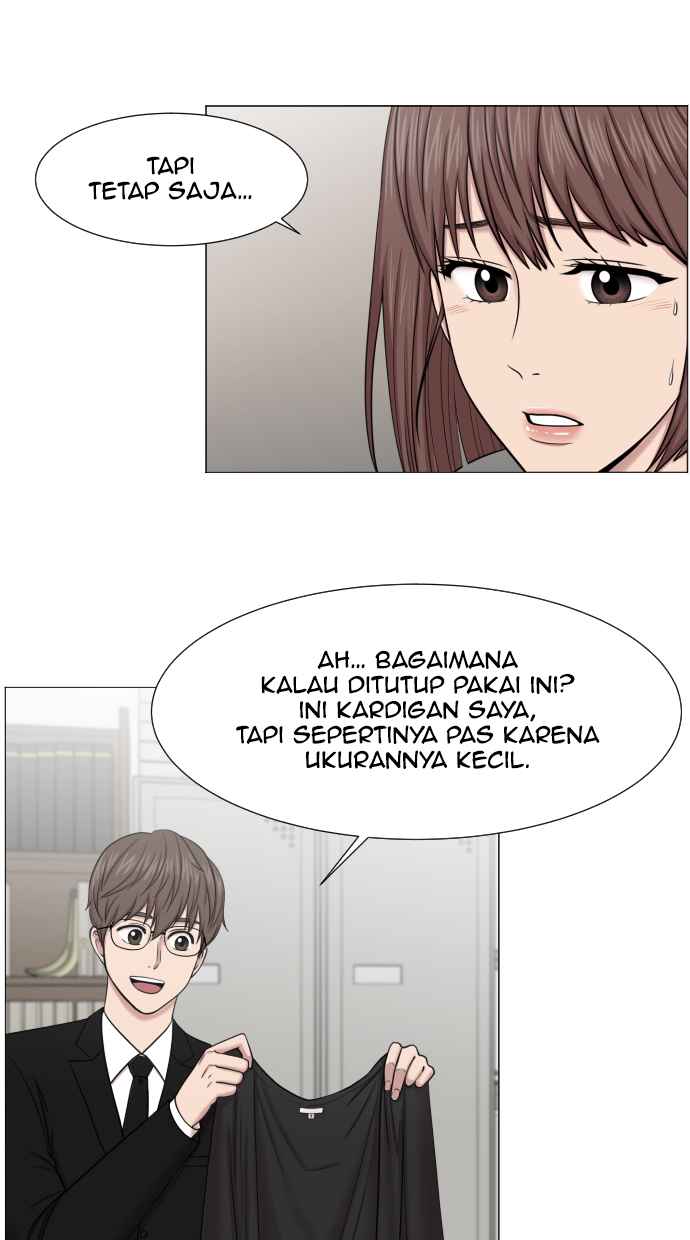 TAPI
TETAP SAJA...
AH... BAGAIMANA
KALAU DITUTUP PAKAI INI?
INI KARDIGAN SAYA,
TAPI SEPERTINYA PAS KARENA
UKURANNYA KECIL.